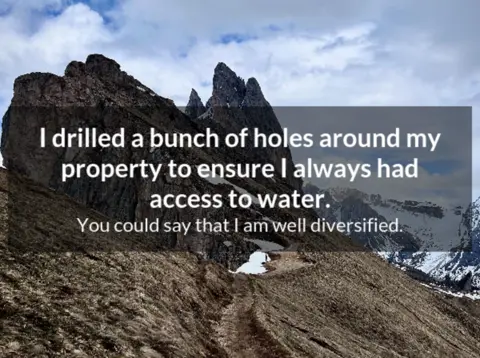 I drilled a bunch of holes around my
property to ensure I always had
access to water.
You could say that I am well diversified.